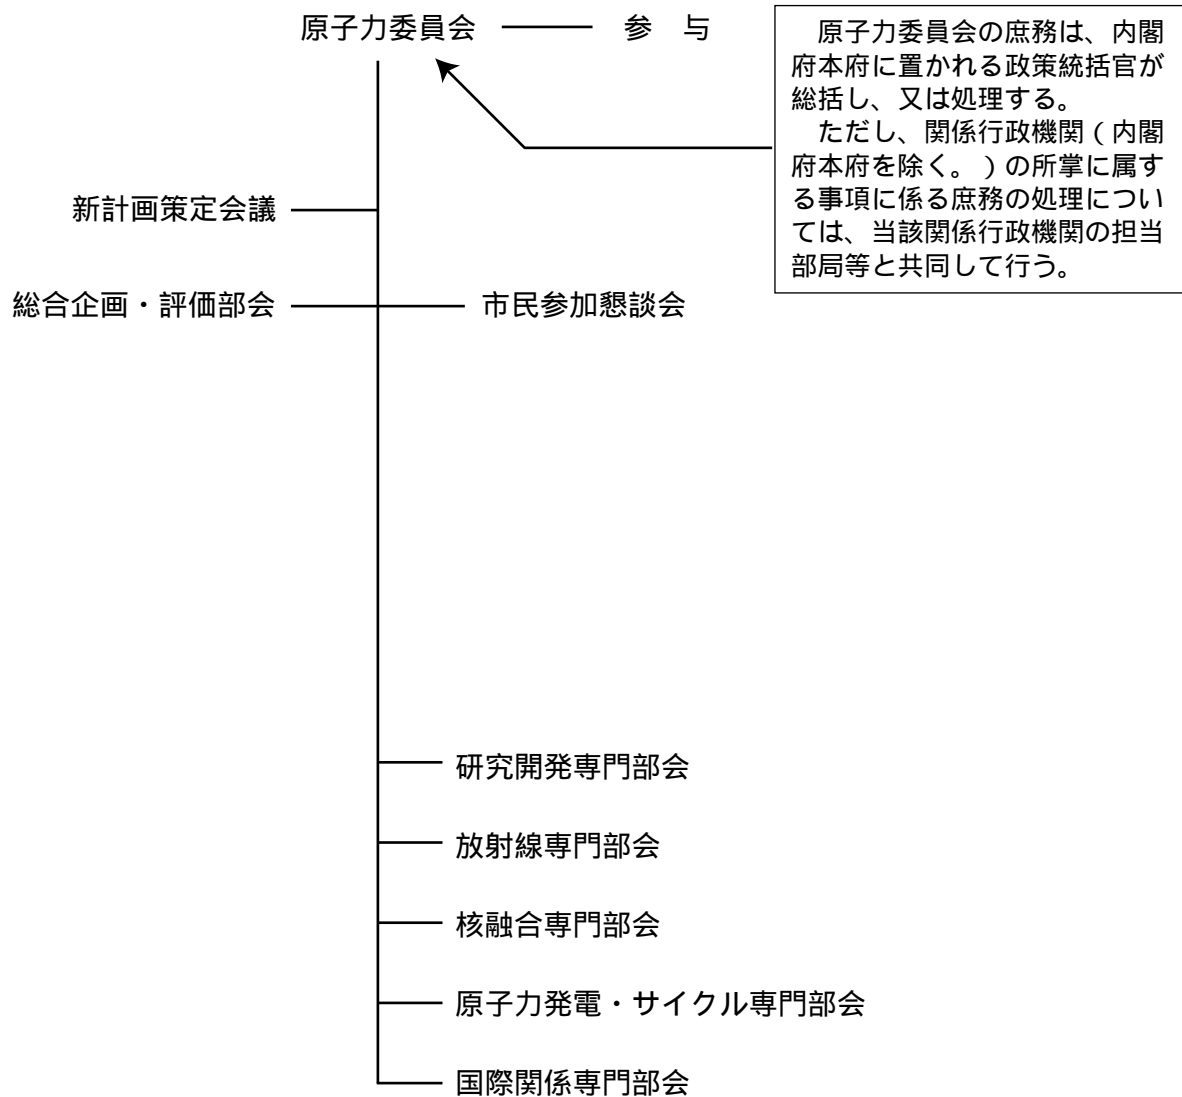 原子力委員会
参　与
　原子力委員会の庶務は、内閣
府本府に置かれる政策統括官が
総括し、又は処理する。
　ただし、関係行政機関（内閣
府本府を除く。）の所掌に属す
る事項に係る庶務の処理につい
ては、当該関係行政機関の担当
部局等と共同して行う。
新計画策定会議
総合企画・評価部会
市民参加懇談会
研究開発専門部会
放射線専門部会
核融合専門部会
原子力発電・サイクル専門部会
国際関係専門部会